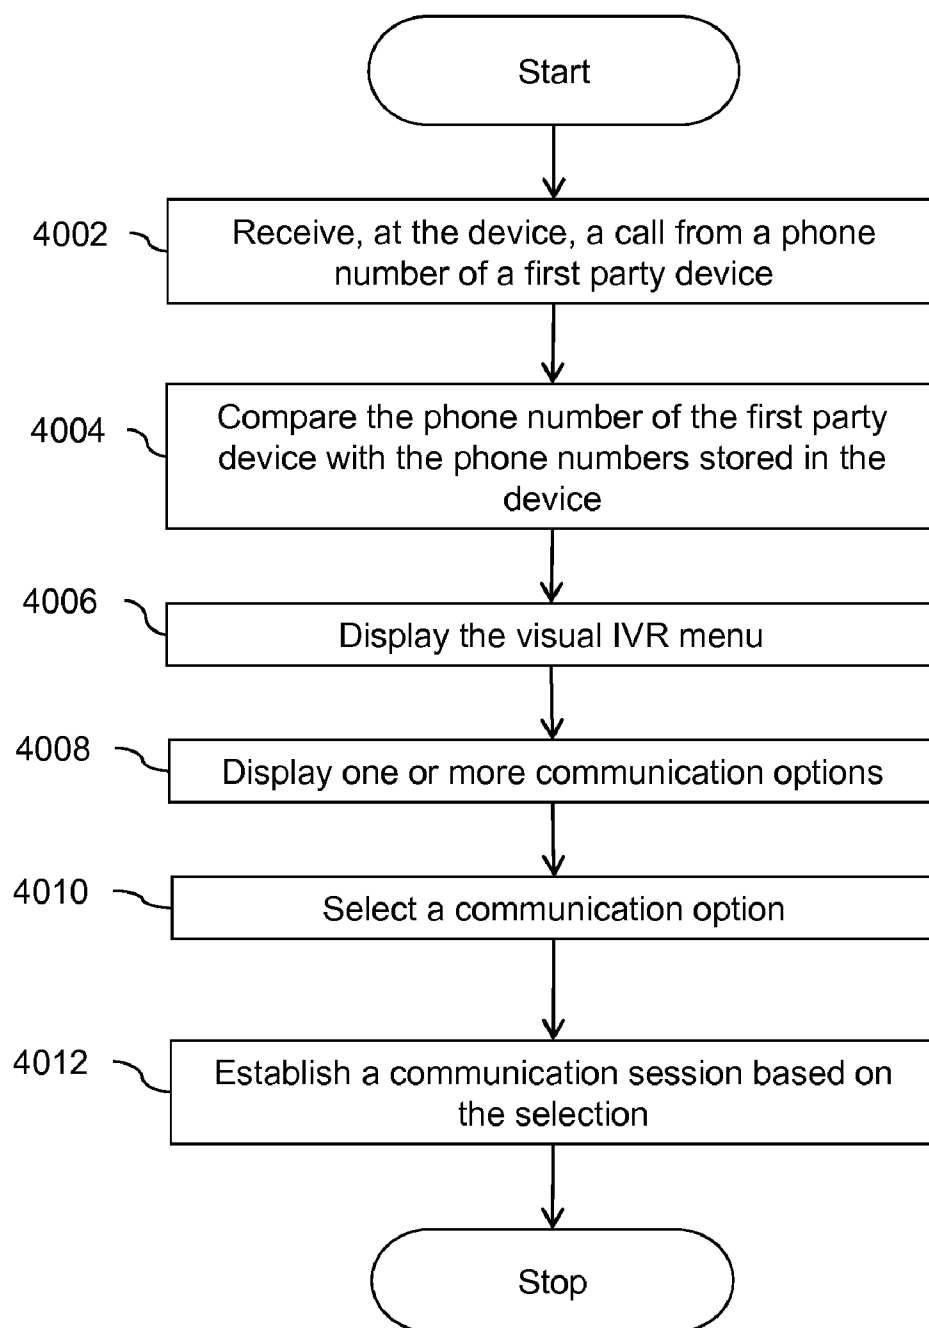 Start
4002
Receive, at the device, a call from a phone
number of a first party device
4004
Compare the phone number of the first party
device with the phone numbers stored in the
device
4006
Display the visual IVR menu
4008
Display one or more communication options
4010
Select a communication option
4012
Establish a communication session based on
the selection
Stop